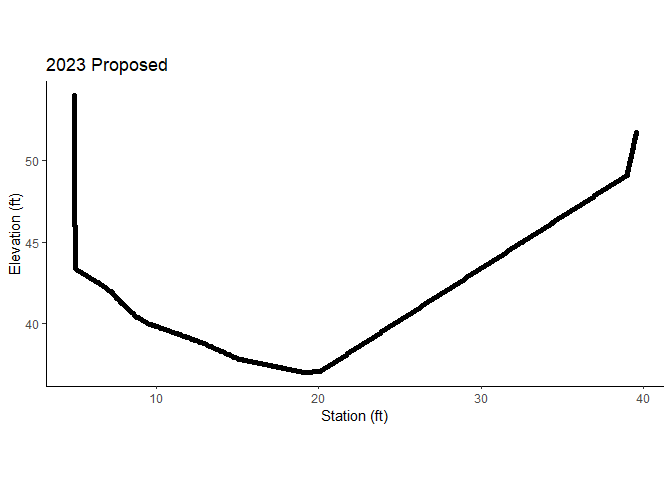 2023 Proposed
Elevation (ft)
50
45
40
10 20 30 40
Station (ft)